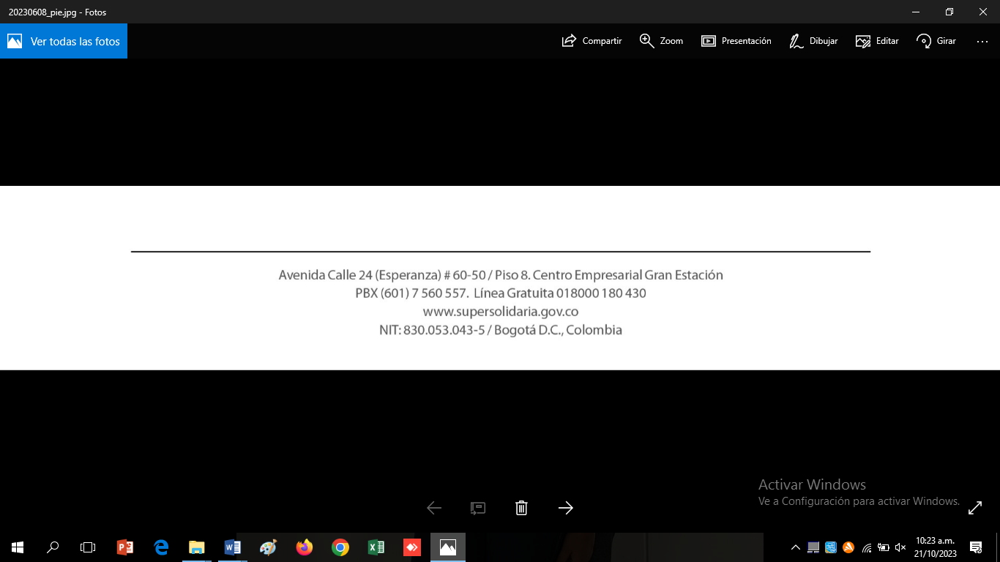 20230608_pie.jpg - Fotos
Ver todas las fotos
Compartir
Zoom
Presentación
Dibujar
Editar
Girar
Avenida Calle 24 (Esperanza) # 60-50 / Piso 8. Centro Empresarial Gran Estación
PBX (601) 7 560 557. Línea Gratuita 018000 180 430
www.supersolidaria.gov.co
NIT: 830.053.043-5 / Bogotá D.C., Colombia
Activar Windows
Ve a Configuración para activar Windows.
10:23 a.m.
21/10/2023